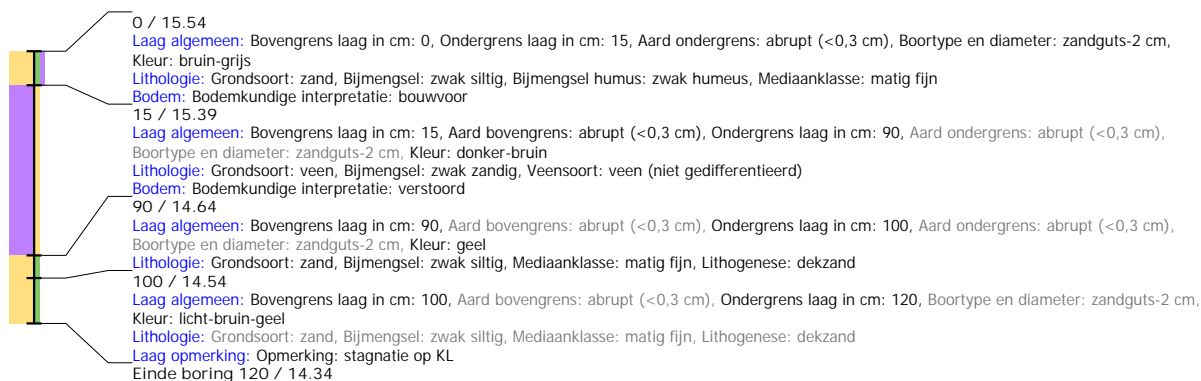 0 / 15.54
Laag algemeen: Bovengrens laag in cm: 0, Ondergrens laag in cm: 15, Aard ondergrens: abrupt (<0,3 cm), Boortype en diameter: zandguts-2 cm,
Kleur: bruin-grijs
Lithologie: Grondsoort: zand, Bijmengsel: zwak siltig, Bijmengsel humus: zwak humeus, Mediaanklasse: matig fijn
Bodem: Bodemkundige interpretatie: bouwvoor
15 / 15.39
Laag algemeen: Bovengrens laag in cm: 15, Aard bovengrens: abrupt (<0,3 cm), Ondergrens laag in cm: 90, Aard ondergrens: abrupt (<0,3 cm),
Boortype en diameter: zandguts-2 cm, Kleur: donker-bruin
Lithologie: Grondsoort: veen, Bijmengsel: zwak zandig, Veensoort: veen (niet gedifferentieerd)
Bodem: Bodemkundige interpretatie: verstoord
90 / 14.64
Laag algemeen: Bovengrens laag in cm: 90, Aard bovengrens: abrupt (<0,3 cm), Ondergrens laag in cm: 100, Aard ondergrens: abrupt (<0,3 cm),
Boortype en diameter: zandguts-2 cm, Kleur: geel
Lithologie: Grondsoort: zand, Bijmengsel: zwak siltig, Mediaanklasse: matig fijn, Lithogenese: dekzand
100 / 14.54
Laag algemeen: Bovengrens laag in cm: 100, Aard bovengrens: abrupt (<0,3 cm), Ondergrens laag in cm: 120, Boortype en diameter: zandguts-2 cm,
Kleur: licht-bruin-geel
Lithologie: Grondsoort: zand, Bijmengsel: zwak siltig, Mediaanklasse: matig fijn, Lithogenese: dekzand
Laag opmerking: Opmerking: stagnatie op KL
Einde boring 120 / 14.34